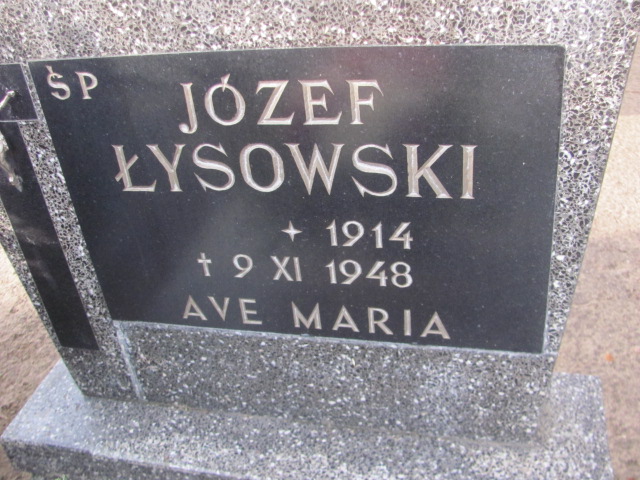 ŚP
JÓZEF
ŁYSOWSKI
✦ 1914
† 9 XI 1948
AVE MARIA